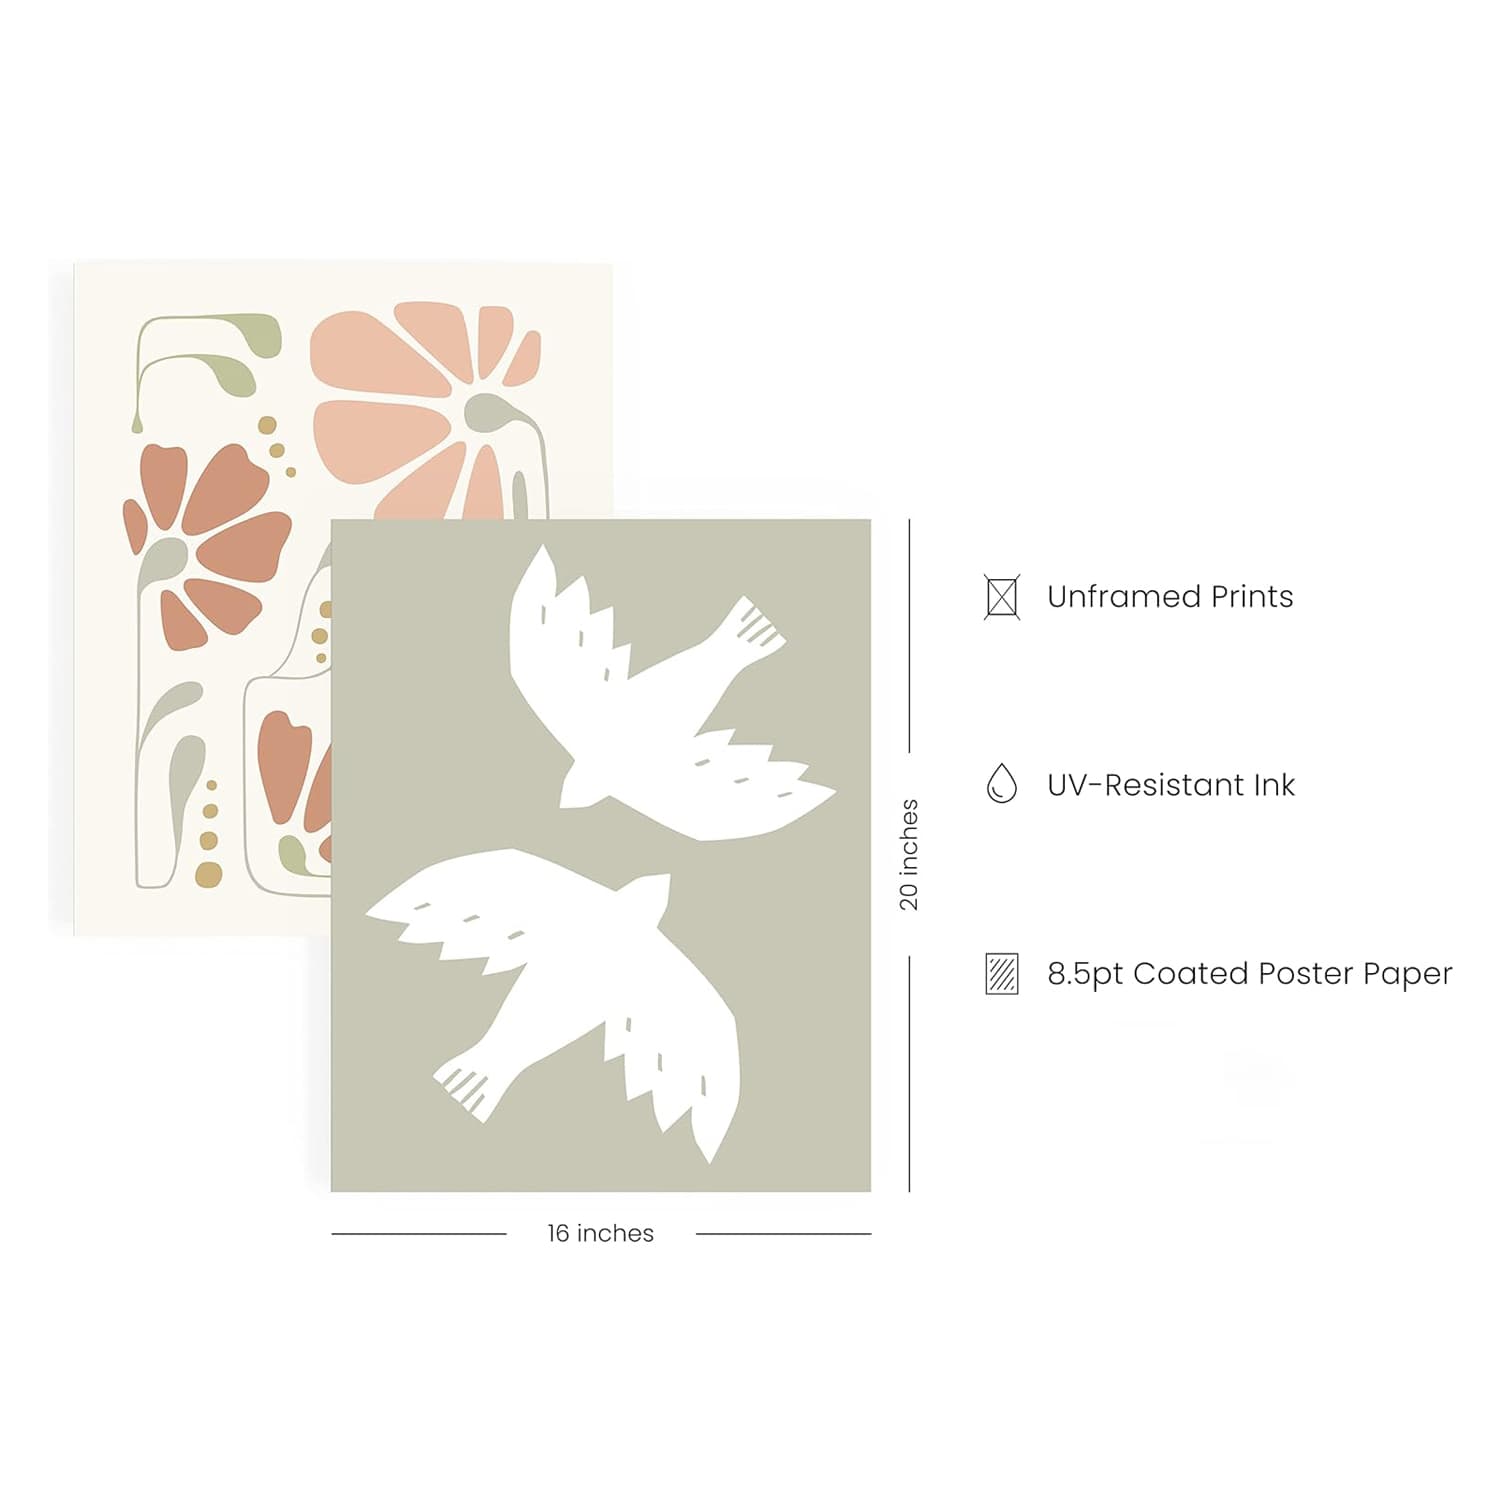 Unframed Prints
UV-Resistant Ink
20 inches
8.5pt Coated Poster Paper
16 inches